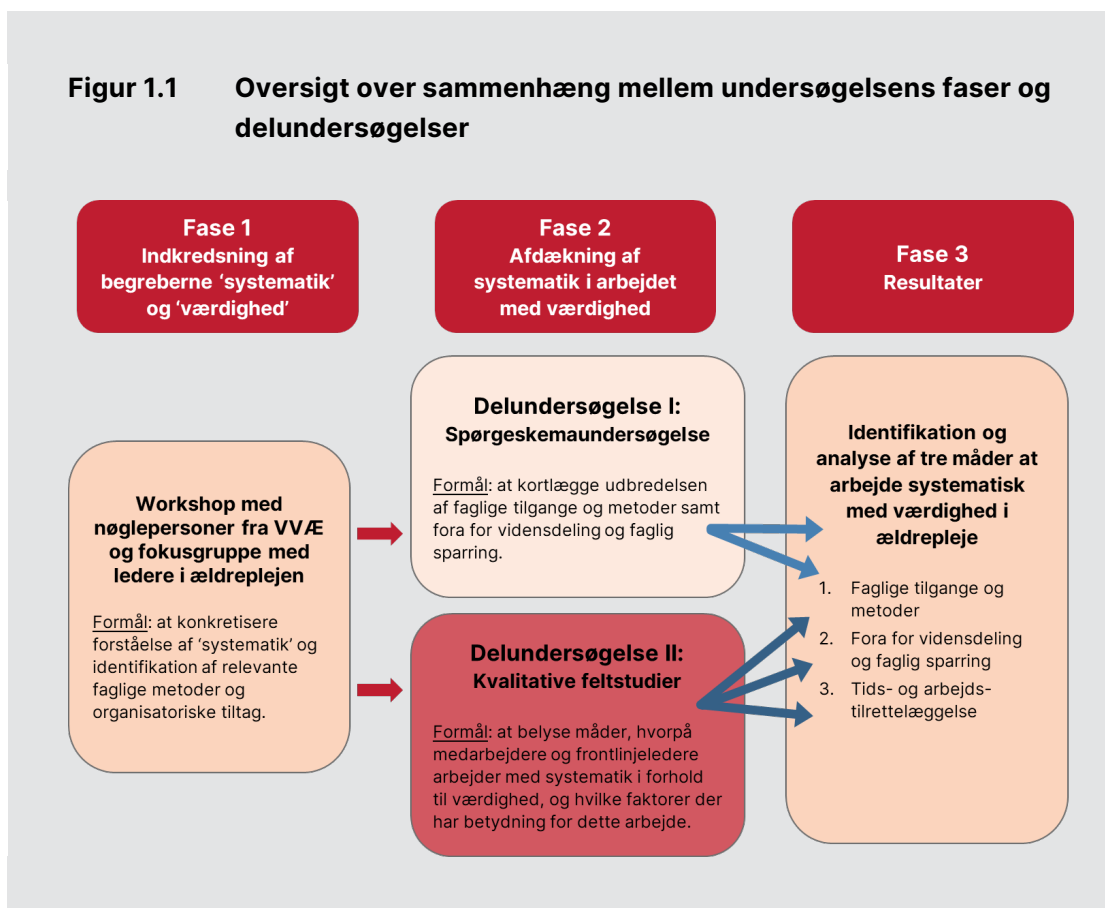 Figur 1.1 Oversigt over sammenhæng mellem undersøgelsens faser og
delundersøgelser
Fase 1
Indkredsning af
begreberne ‘systematik’
og ‘værdighed’
Fase 2
Afdækning af
systematik i arbejdet
med værdighed
Fase 3
Resultater
Workshop med
nøglepersoner fra VVÆ
og fokusgruppe med
ledere i ældreplejen
Formål: at konkretisere
forståelse af ‘systematik’ og
identifikation af relevante
faglige metoder og
organisatoriske tiltag.
Delundersøgelse I:
Spørgeskemaundersøgelse
Formål: at kortlægge udbredelsen
af faglige tilgange og metoder samt
fora for vidensdeling og faglig
sparring.
Delundersøgelse II:
Kvalitative feltstudier
Formål: at belyse måder, hvorpå
medarbejdere og frontlinjeledere
arbejder med systematik i forhold
til værdighed, og hvilke faktorer der
har betydning for dette arbejde.
Identifikation og
analyse af tre måder at
arbejde systematisk
med værdighed i
ældrepleje
1. Faglige tilgange og
metoder
2. Fora for vidensdeling
og faglig sparring
3. Tids- og arbejds-
tilrettelæggelse